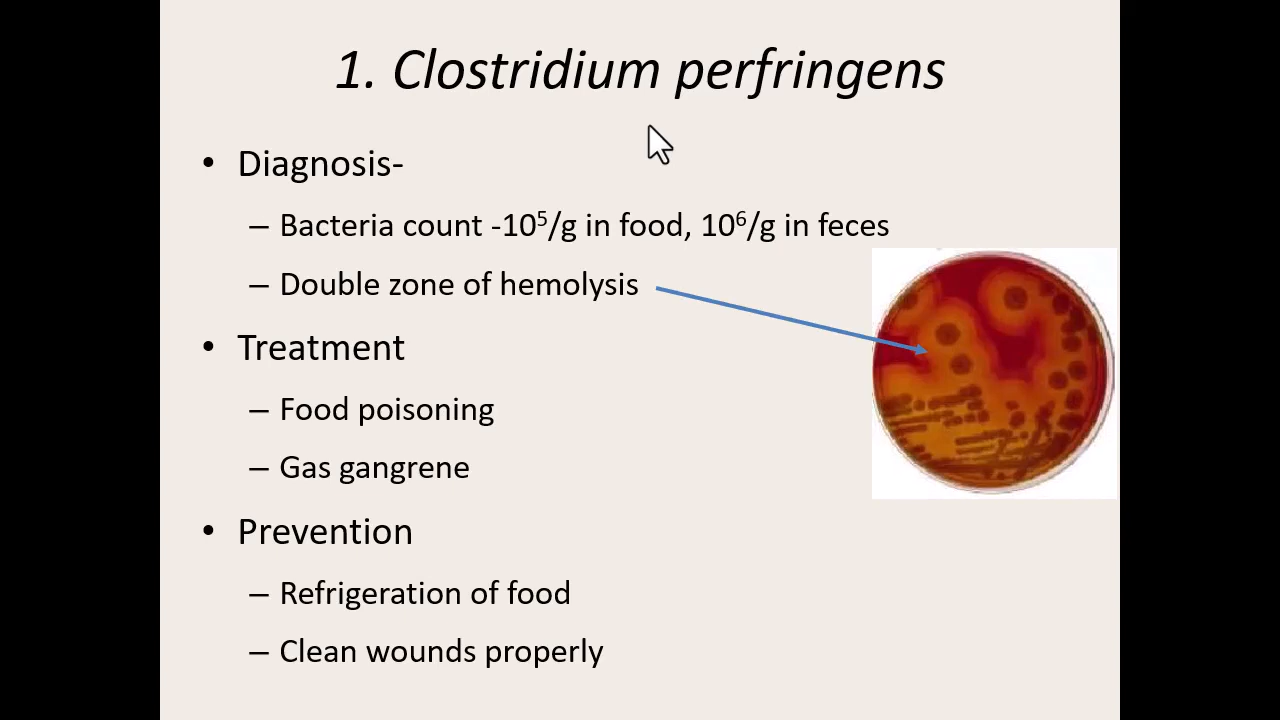 1. Clostridium perfringens
• Diagnosis-
– Bacteria count -10⁵/g in food, 10⁶/g in feces
– Double zone of hemolysis
• Treatment
– Food poisoning
– Gas gangrene
• Prevention
– Refrigeration of food
– Clean wounds properly